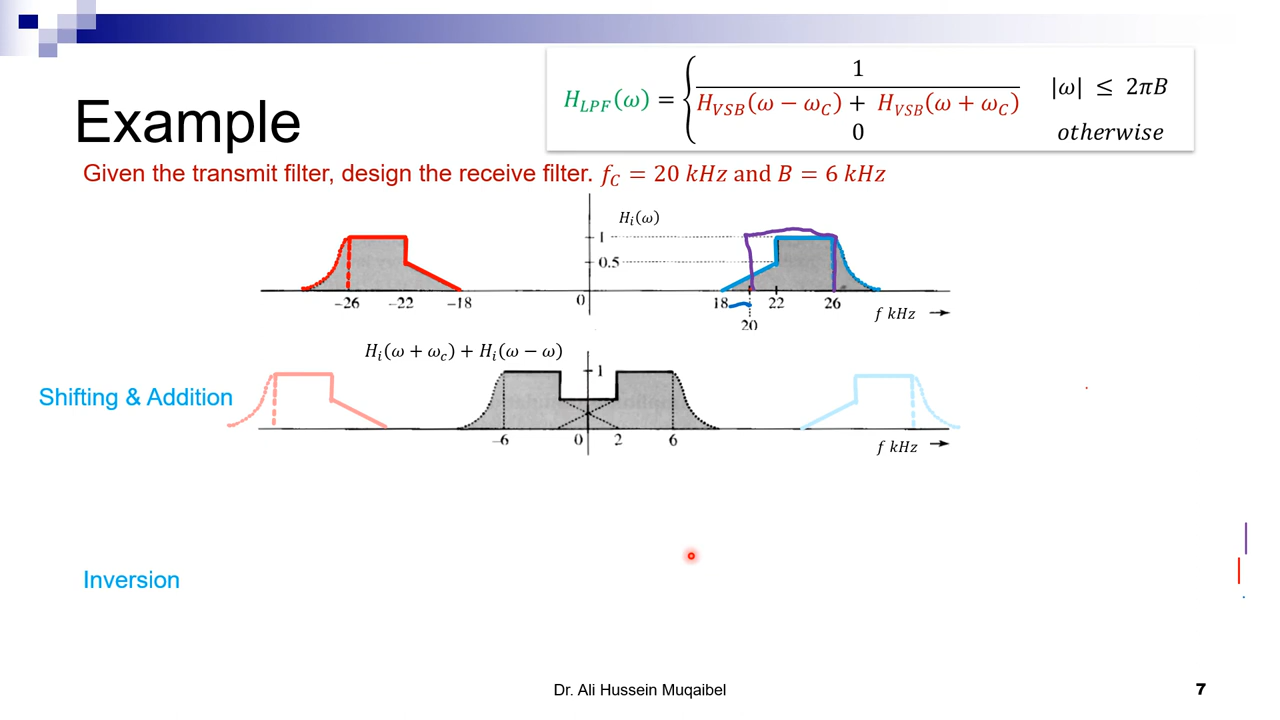 H_LPF(ω) = { 1 / (H_VSB(ω − ω_C) + H_VSB(ω + ω_C)) |ω| ≤ 2πB
0 otherwise
Example
Given the transmit filter, design the receive filter. f_C = 20 kHz and B = 6 kHz
H_i(ω)
1
0.5
−26 −22 −18 0 18 22 26
f kHz
20
H_i(ω + ω_c) + H_i(ω − ω)
1
Shifting & Addition
−6 0 2 6
f kHz
Inversion
Dr. Ali Hussein Muqaibel
7